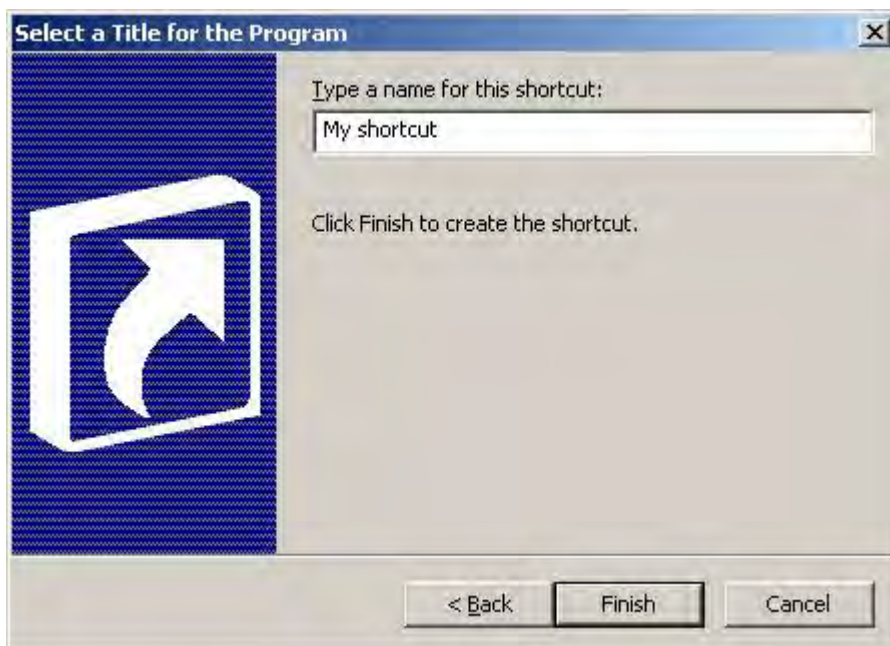 Select a Title for the Program
Type a name for this shortcut:
My shortcut
Click Finish to create the shortcut.
< Back
Finish
Cancel